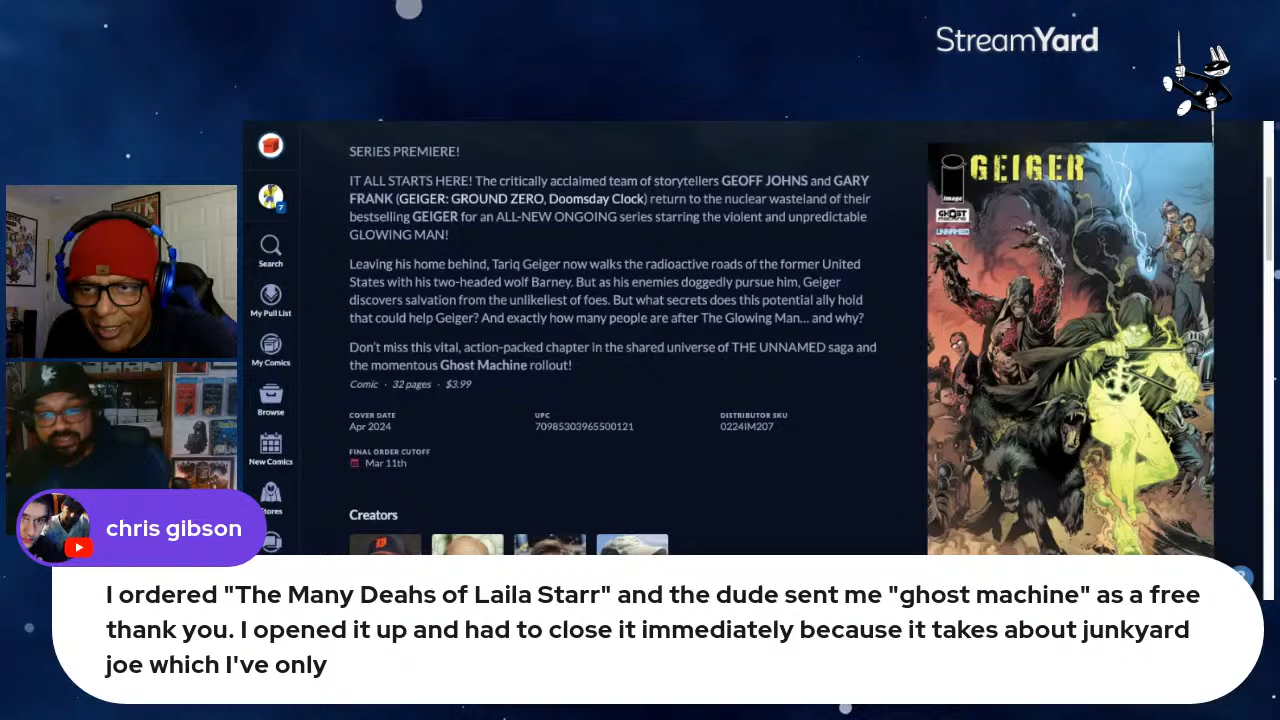 StreamYard
SERIES PREMIERE!
IT ALL STARTS HERE! The critically acclaimed team of storytellers GEOFF JOHNS and GARY
FRANK (GEIGER: GROUND ZERO, Doomsday Clock) return to the nuclear wasteland of their
bestselling GEIGER for an ALL-NEW ONGOING series starring the violent and unpredictable
GLOWING MAN!
Leaving his home behind, Tariq Geiger now walks the radioactive roads of the former United
States with his two-headed wolf Barney. But as his enemies doggedly pursue him, Geiger
discovers salvation from the unlikeliest of foes. But what secrets does this potential ally hold
that could help Geiger? And exactly how many people are after The Glowing Man... and why?
Don't miss this vital, action-packed chapter in the shared universe of THE UNNAMED saga and
the momentous Ghost Machine rollout!
Comic · 32 pages · $3.99
COVER DATE
Apr 2024
UPC
70985303965500121
DISTRIBUTOR SKU
0224IM207
FINAL ORDER CUTOFF
Mar 11th
Creators
7
Search
My Pull List
My Comics
Browse
New Comics
GEIGER
image
GHOST
MACHINE
UNNAMED
chris gibson
I ordered "The Many Deahs of Laila Starr" and the dude sent me "ghost machine" as a free
thank you. I opened it up and had to close it immediately because it takes about junkyard
joe which I've only